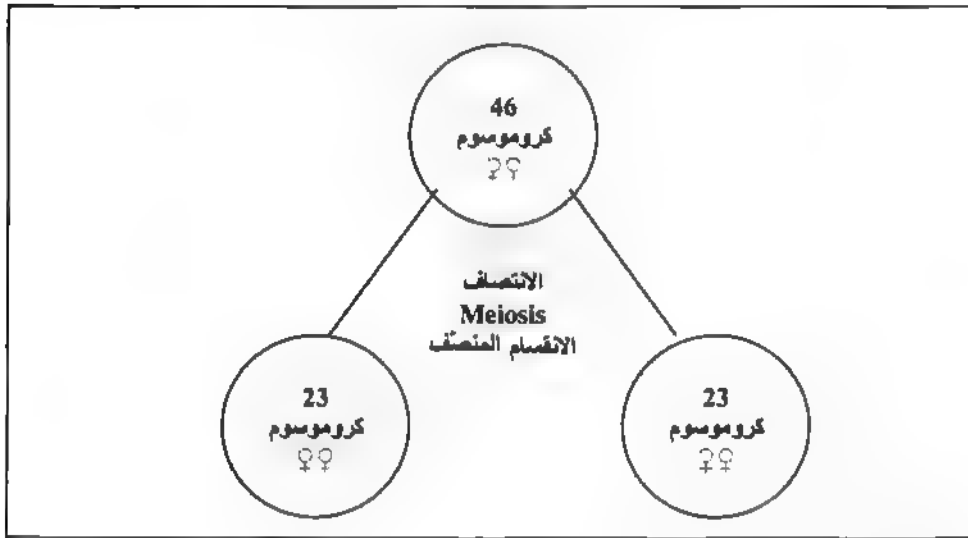 46
كروموسوم
♀♀
الانتصاف
Meiosis
الانقسام المنصّف
23
كروموسوم
♀♀
23
كروموسوم
♀♀